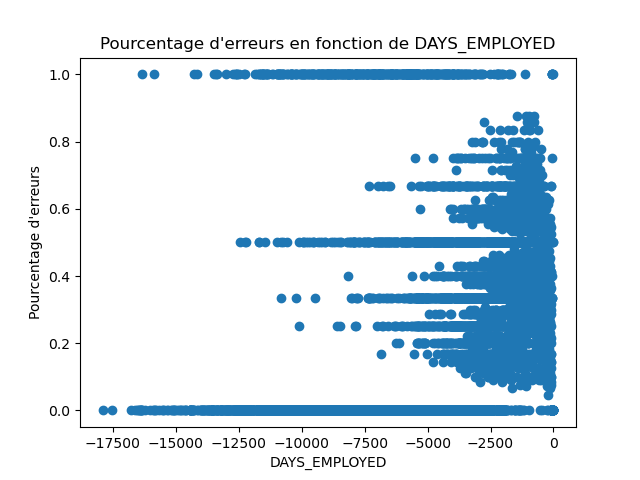 Pourcentage d'erreurs en fonction de DAYS_EMPLOYED
1.0
0.8
0.6
0.4
0.2
0.0
Pourcentage d'erreurs
−17500 −15000 −12500 −10000 −7500 −5000 −2500 0
DAYS_EMPLOYED